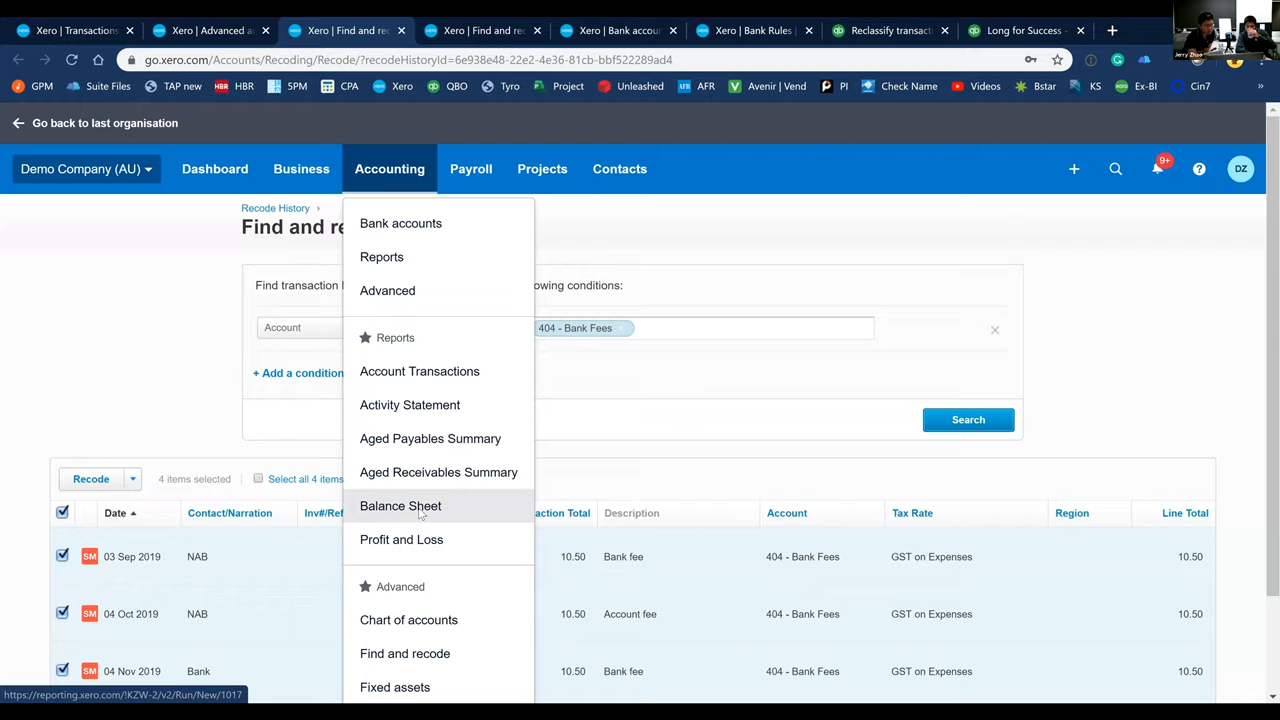 Xero | Transactions
Xero | Advanced a
Xero | Find and rec
Xero | Find and rec
Xero | Bank accou
Xero | Bank Rules |
Reclassify transact
Long for Success -
Jerry Zhao
go.xero.com/Accounts/Recoding/Recode/?recodeHistoryId=
GPM
Suite Files
TAP new
HBR
5PM
CPA
Xero
QBO
Tyro
Project
Unleashed
AFR
Avenir | Vend
PI
Check Name
Videos
Bstar
KS
Ex-BI
Cin7
Go back to last organisation
Demo Company (AU)
Dashboard
Business
Accounting
Payroll
Projects
Contacts
9+
DZ
Recode History
Find and re
Find transaction
owing conditions:
Account
404 - Bank Fees
+ Add a condition
Search
Bank accounts
Reports
Advanced
Reports
Account Transactions
Activity Statement
Aged Payables Summary
Aged Receivables Summary
Balance Sheet
Profit and Loss
Advanced
Chart of accounts
Find and recode
Fixed assets
Recode
4 items selected
Select all 4 items
Date
Contact/Narration
Inv#/Ref
action Total
Description
Account
Tax Rate
Region
Line Total
SM 03 Sep 2019 NAB 10.50 Bank fee 404 - Bank Fees GST on Expenses 10.50
SM 04 Oct 2019 NAB 10.50 Account fee 404 - Bank Fees GST on Expenses 10.50
SM 04 Nov 2019 Bank 10.50 Bank fee 404 - Bank Fees GST on Expenses 10.50
https://reporting.xero.com/!KZW-2/v2/Run/New/1017